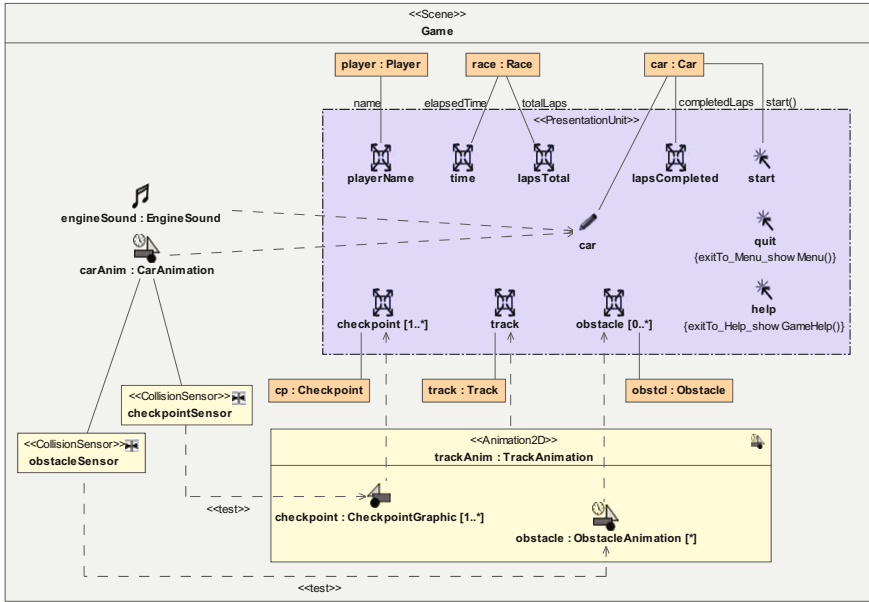 <<Scene>>
Game
player : Player
race : Race
car : Car
name
elapsedTime
totalLaps
completedLaps
start()
<<PresentationUnit>>
playerName
time
lapsTotal
lapsCompleted
start
engineSound : EngineSound
car
quit
{exitTo_Menu_show Menu()}
carAnim : CarAnimation
help
{exitTo_Help_show GameHelp()}
checkpoint [1..*]
track
obstacle [0..*]
cp : Checkpoint
track : Track
obstcl : Obstacle
<<CollisionSensor>>
checkpointSensor
<<CollisionSensor>>
obstacleSensor
<<Animation2D>>
trackAnim : TrackAnimation
<<test>>
checkpoint : CheckpointGraphic [1..*]
obstacle : ObstacleAnimation [*]
<<test>>